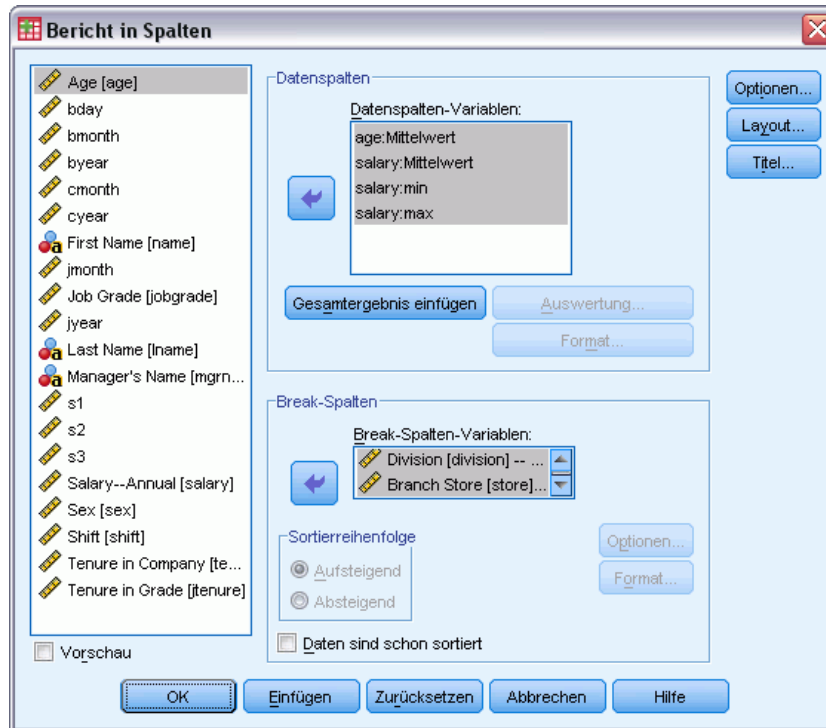 Bericht in Spalten
Age [age]
bday
bmonth
byear
cmonth
cyear
First Name [name]
jmonth
Job Grade [jobgrade]
jyear
Last Name [lname]
Manager's Name [mgrn...
s1
s2
s3
Salary--Annual [salary]
Sex [sex]
Shift [shift]
Tenure in Company [te...
Tenure in Grade [jtenure]
Vorschau
Datenspalten
Datenspalten-Variablen:
age:Mittelwert
salary:Mittelwert
salary:min
salary:max
Gesamtergebnis einfügen
Auswertung...
Format...
Break-Spalten
Break-Spalten-Variablen:
Division [division] -- ...
Branch Store [store]...
Sortierreihenfolge
Aufsteigend
Absteigend
Optionen...
Format...
Daten sind schon sortiert
Optionen...
Layout...
Titel...
OK
Einfügen
Zurücksetzen
Abbrechen
Hilfe